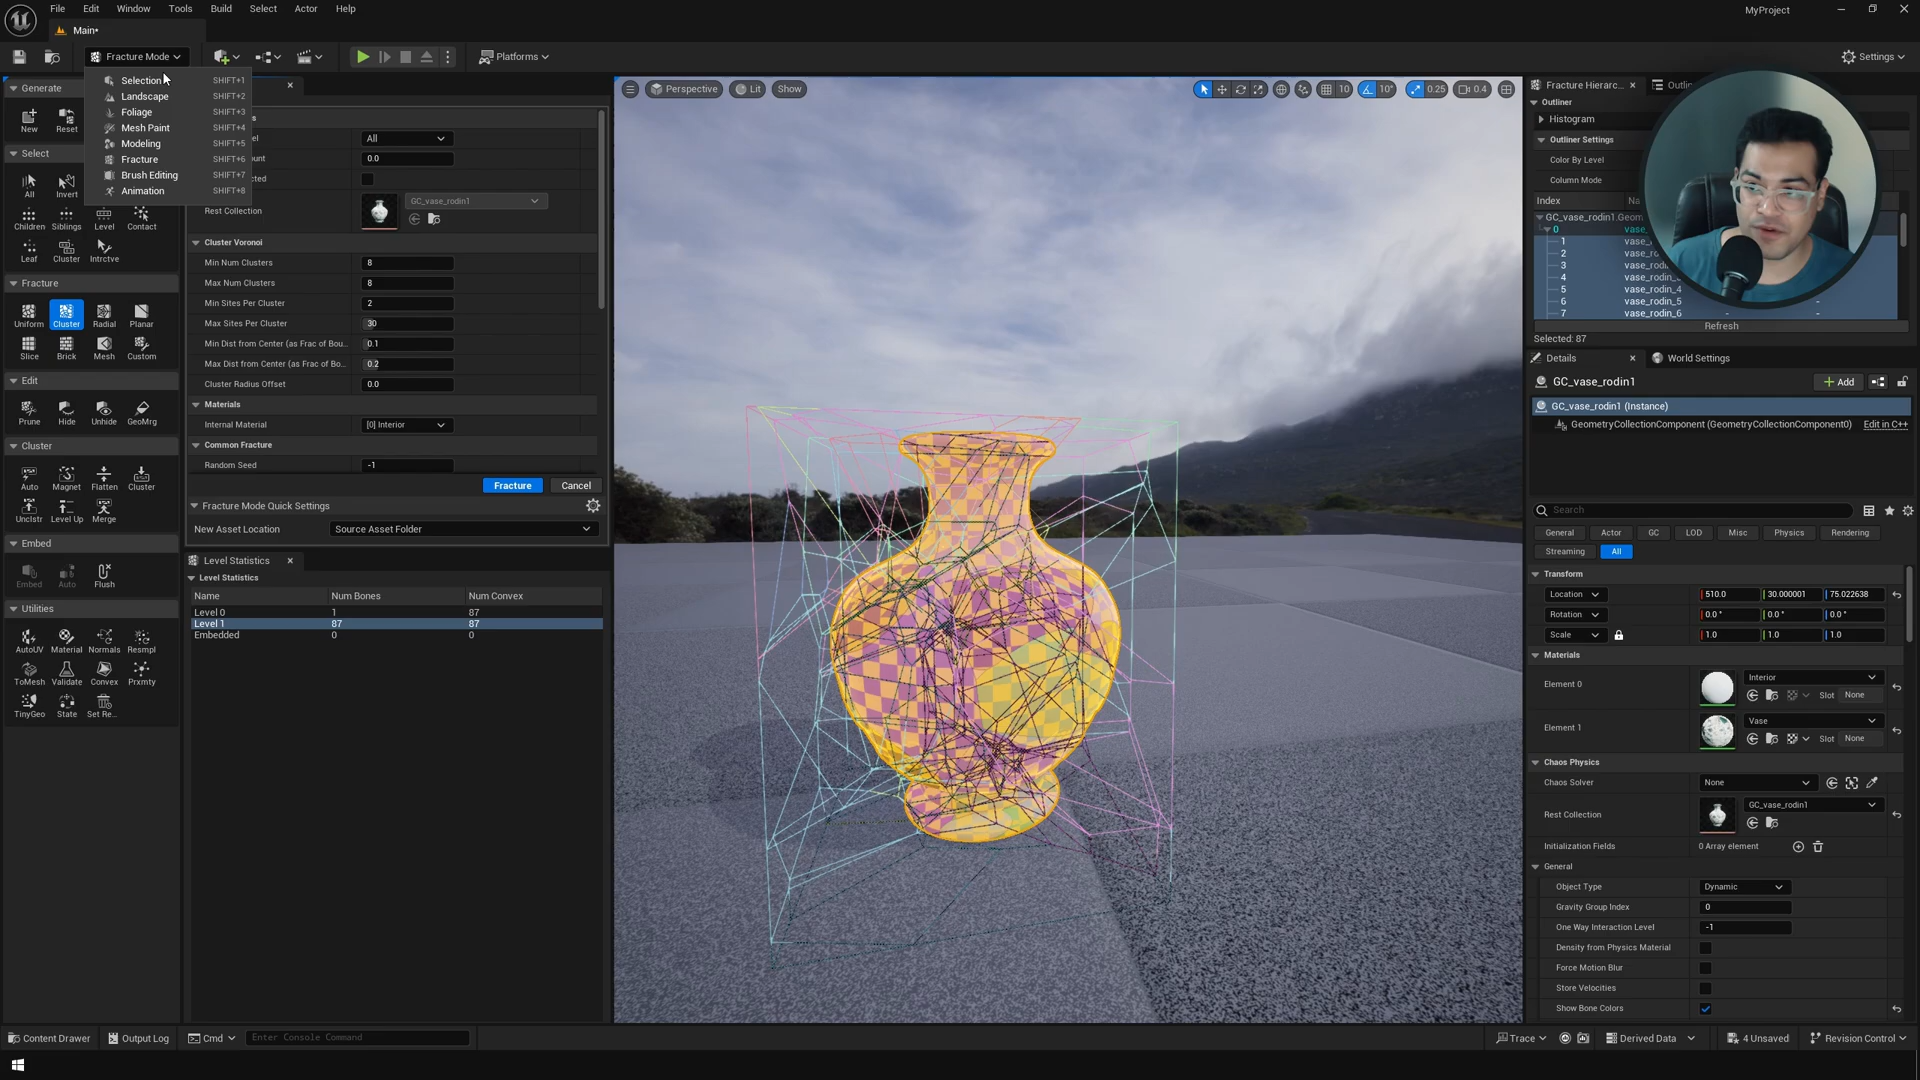 File Edit Window Tools Build Select Actor Help
MyProject
Main•
Fracture Mode
Platforms
Settings
Selection SHIFT+1
Landscape SHIFT+2
Foliage SHIFT+3
Mesh Paint SHIFT+4
Modeling SHIFT+5
Fracture SHIFT+6
Brush Editing SHIFT+7
Animation SHIFT+8
Generate
New Reset
Select
All Invert
Children Siblings Level Contact
Leaf Cluster Intrctve
Fracture
Uniform Cluster Radial Planar
Slice Brick Mesh Custom
Edit
Prune Hide Unhide GeoMrg
Cluster
Auto Magnet Flatten Cluster
Unclstr Level Up Merge
Embed
Embed Auto Flush
Utilities
AutoUV Material Normals Resmpl
ToMesh Validate Convex Prxmty
TinyGeo State Set Re...
All
0.0
Rest Collection GC_vase_rodin1
Cluster Voronoi
Min Num Clusters 8
Max Num Clusters 8
Min Sites Per Cluster 2
Max Sites Per Cluster 30
Min Dist from Center (as Frac of Bou... 0.1
Max Dist from Center (as Frac of Bo... 0.2
Cluster Radius Offset 0.0
Materials
Internal Material [0] Interior
Common Fracture
Random Seed -1
Fracture Cancel
Fracture Mode Quick Settings
New Asset Location Source Asset Folder
Level Statistics
Level Statistics
Name Num Bones Num Convex
Level 0 1 87
Level 1 87 87
Embedded 0 0
Perspective Lit Show
10 10° 0.25 0.4
Fracture Hierarc...
Outliner
Histogram
Outliner Settings
Color By Level
Column Mode
Index
GC_vase_rodin1.Geom
0
1
2
3
4
5 vase_rodin_4
6 vase_rodin_5 - -
7 vase_rodin_6 - -
Refresh
Selected: 87
Details World Settings
GC_vase_rodin1 Add
GC_vase_rodin1 (Instance)
GeometryCollectionComponent (GeometryCollectionComponent0) Edit in C++
Search
General Actor GC LOD Misc Physics Rendering
Streaming All
Transform
Location 510.0 30.000001 75.022638
Rotation 0.0 ° 0.0 ° 0.0 °
Scale 1.0 1.0 1.0
Materials
Element 0 Interior
Slot None
Element 1 Vase
Slot None
Chaos Physics
Chaos Solver None
Rest Collection GC_vase_rodin1
Initialization Fields 0 Array element
General
Object Type Dynamic
Gravity Group Index 0
One Way Interaction Level -1
Density from Physics Material
Force Motion Blur
Store Velocities
Show Bone Colors
Content Drawer Output Log Cmd Enter Console Command
Trace Derived Data 4 Unsaved Revision Control